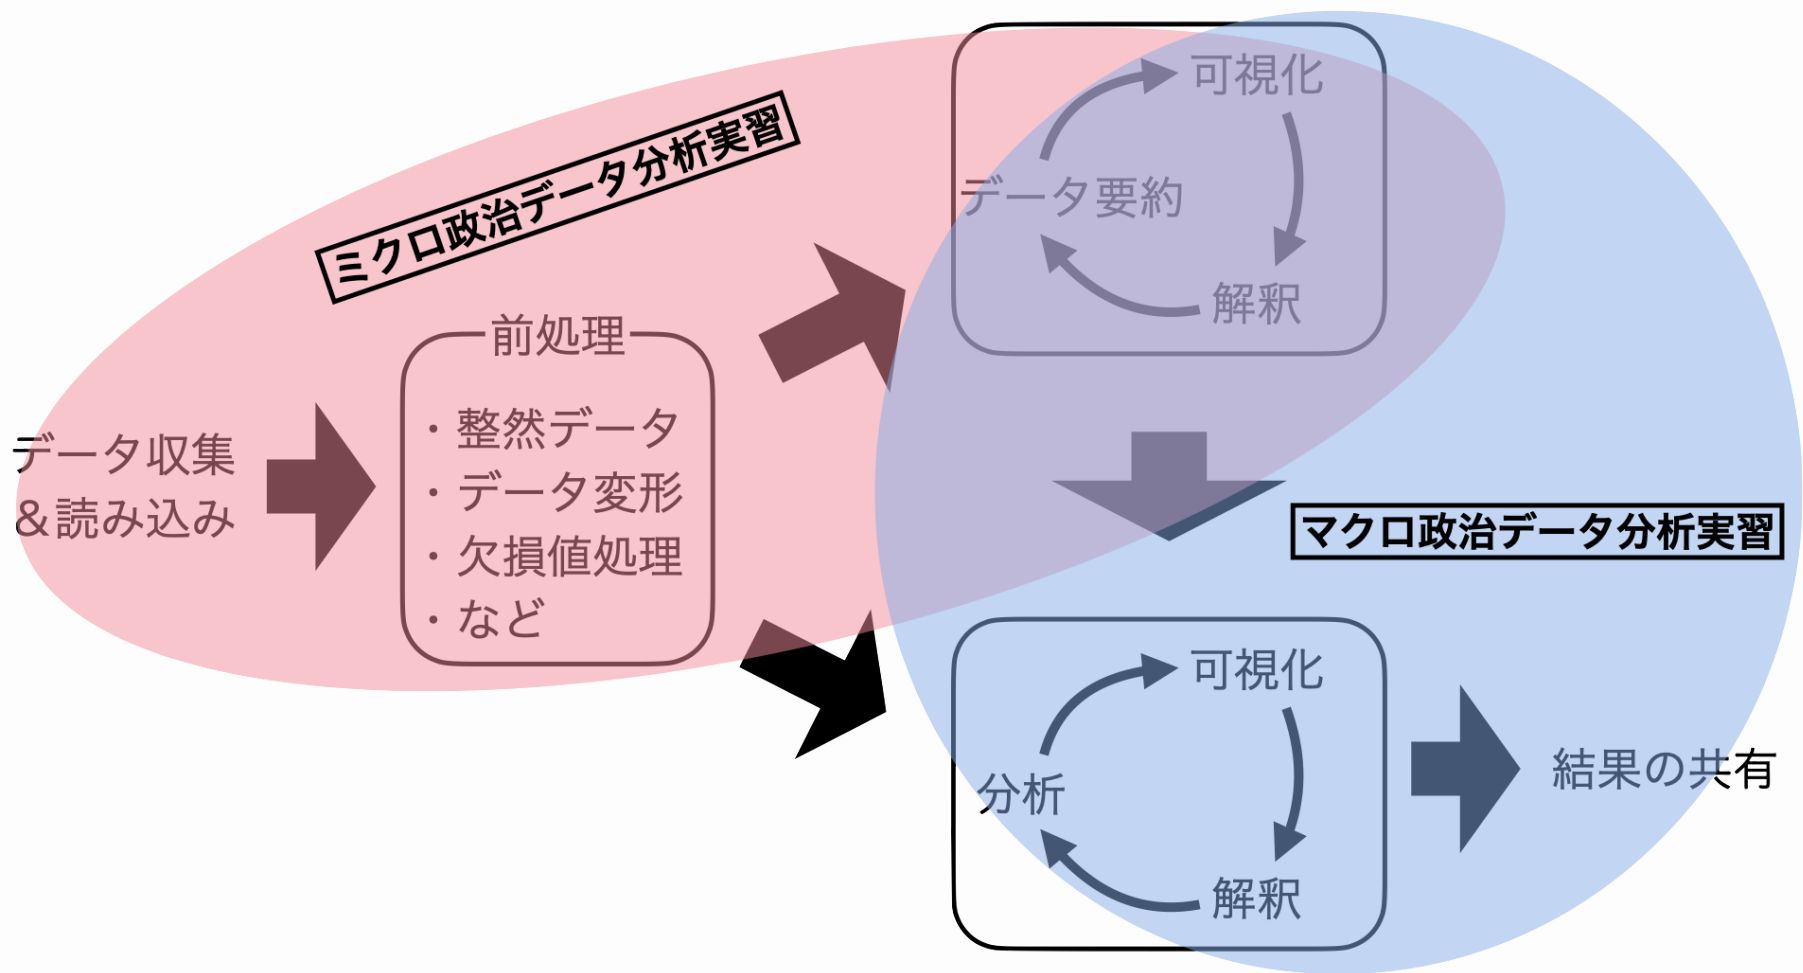 ミクロ政治データ分析実習
データ収集
＆読み込み
前処理
・整然データ
・データ変形
・欠損値処理
・など
可視化
データ要約
解釈
マクロ政治データ分析実習
可視化
分析
解釈
結果の共有